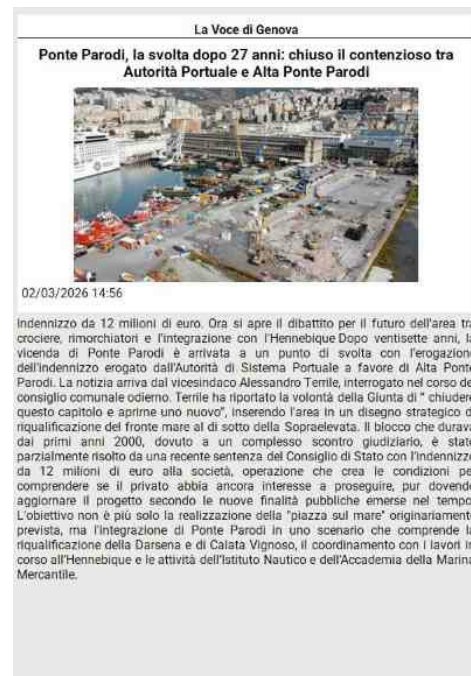 La Voce di Genova
Ponte Parodi, la svolta dopo 27 anni: chiuso il contenzioso tra
Autorità Portuale e Alta Ponte Parodi
02/03/2026 14:56
Indennizzo da 12 milioni di euro. Ora si apre il dibattito per il futuro dell'area tra
crociere, rimorchiatori e l'integrazione con l'Hennebique Dopo ventisette anni, la
vicenda di Ponte Parodi è arrivata a un punto di svolta con l'erogazione
dell'indennizzo erogato dall'Autorità di Sistema Portuale a favore di Alta Ponte
Parodi. La notizia arriva dal vicesindaco Alessandro Terrile, interrogato nel corso del
consiglio comunale odierno. Terrile ha riportato la volontà della Giunta di " chiudere
questo capitolo e aprirne uno nuovo", inserendo l'area in un disegno strategico di
riqualificazione del fronte mare al di sotto della Sopraelevata. Il blocco che durava
dai primi anni 2000, dovuto a un complesso scontro giudiziario, è stato
parzialmente risolto da una recente sentenza del Consiglio di Stato con l'indennizzo
da 12 milioni di euro alla società, operazione che crea le condizioni per
comprendere se il privato abbia ancora interesse a proseguire, pur dovendo
aggiornare il progetto secondo le nuove finalità pubbliche emerse nel tempo.
L'obiettivo non è più solo la realizzazione della "piazza sul mare" originariamente
prevista, ma l'integrazione di Ponte Parodi in uno scenario che comprende la
riqualificazione della Darsena e di Calata Vignoso, il coordinamento con i lavori in
corso all'Hennebique e le attività dell'Istituto Nautico e dell'Accademia della Marina
Mercantile.